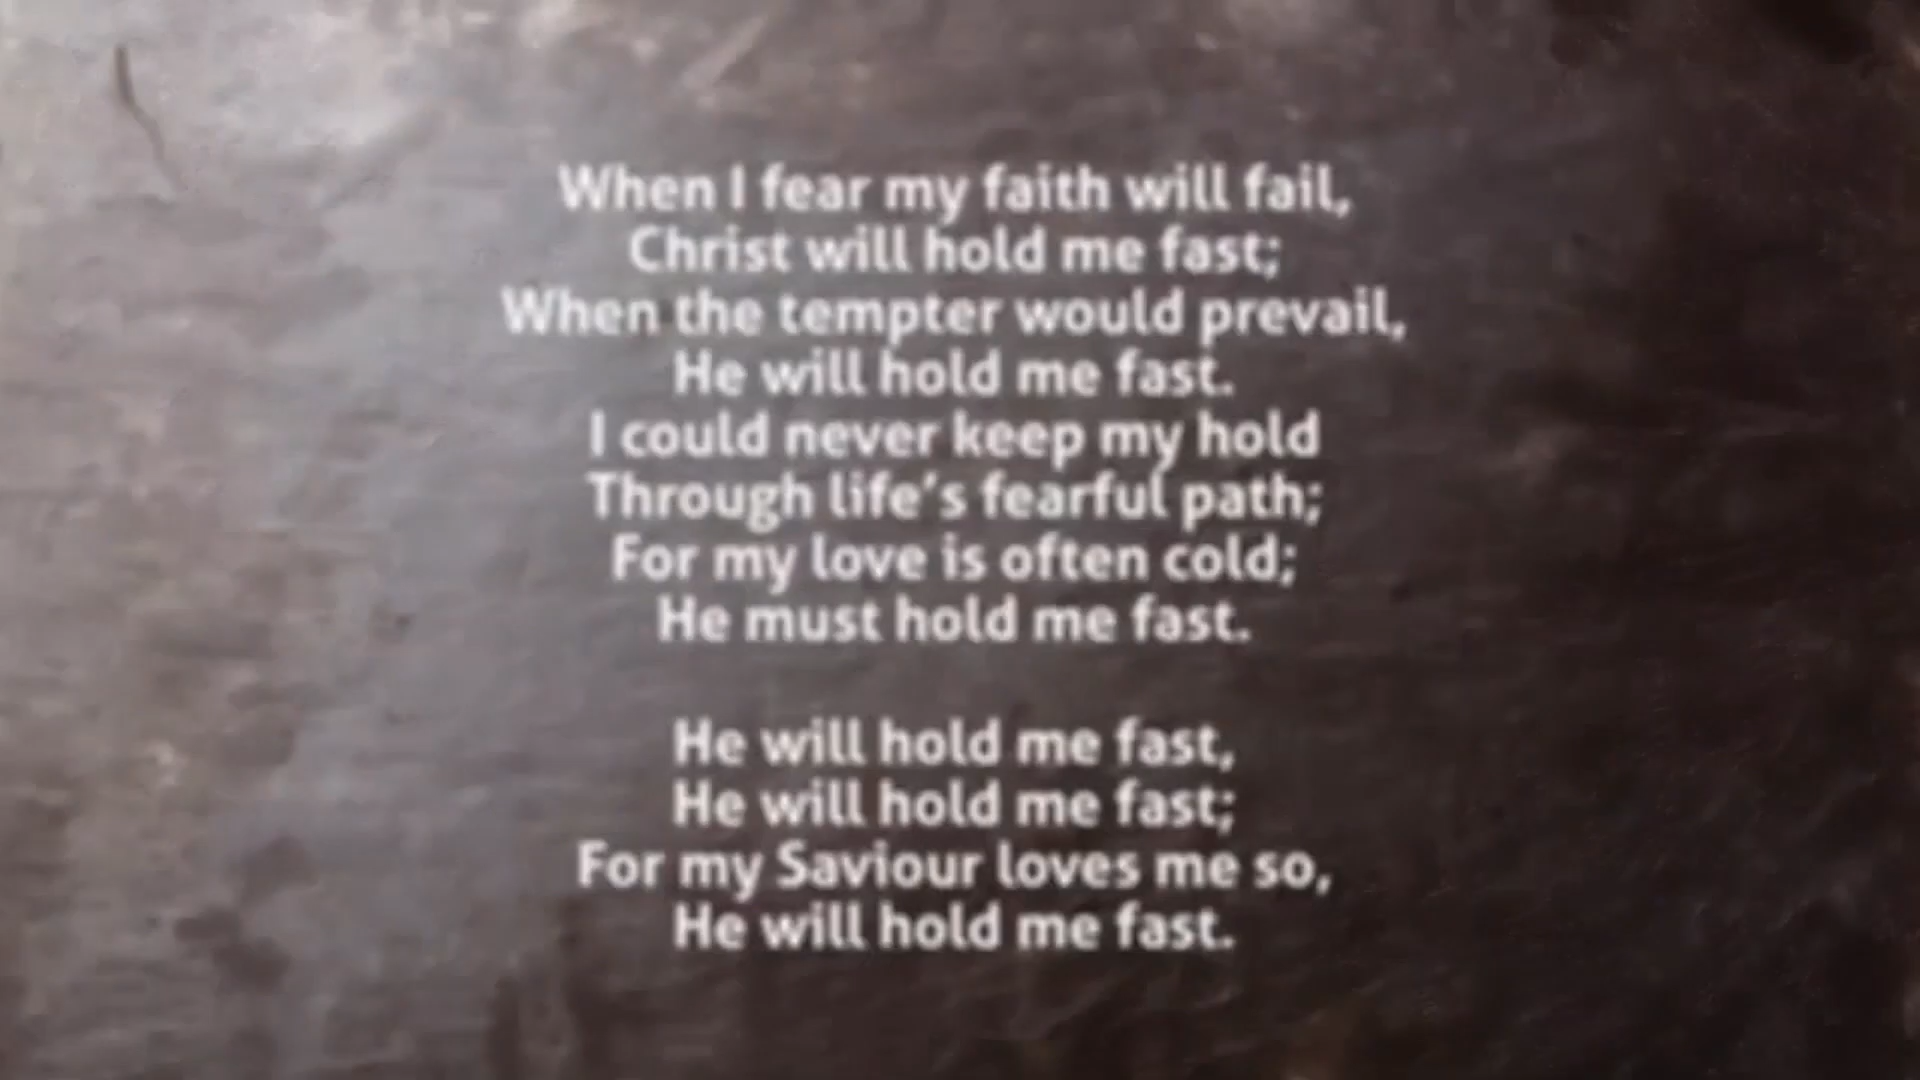 When I fear my faith will fail,
Christ will hold me fast;
When the tempter would prevail,
He will hold me fast.
I could never keep my hold
Through life’s fearful path;
For my love is often cold;
He must hold me fast.

He will hold me fast,
He will hold me fast;
For my Saviour loves me so,
He will hold me fast.